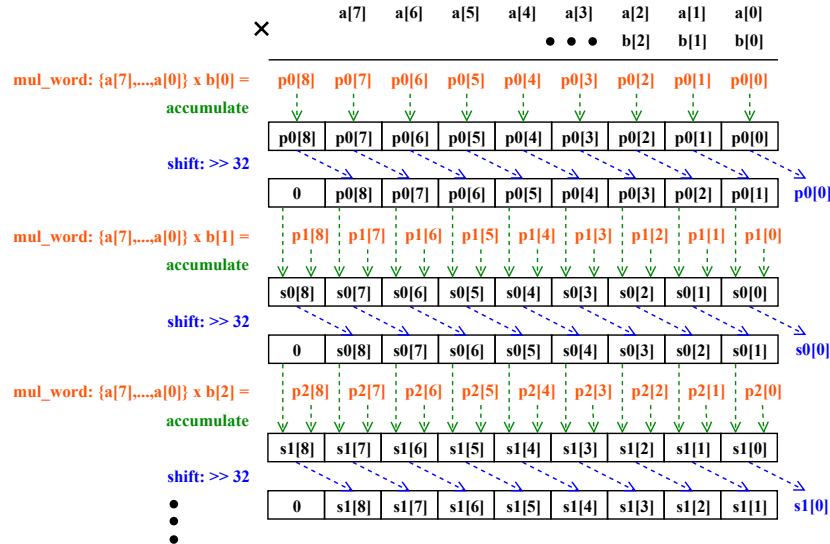 a[7] a[6] a[5] a[4] a[3] a[2] a[1] a[0]
× ● ● ● b[2] b[1] b[0]
mul_word: {a[7],...,a[0]} x b[0] = p0[8] p0[7] p0[6] p0[5] p0[4] p0[3] p0[2] p0[1] p0[0]
accumulate
p0[8] p0[7] p0[6] p0[5] p0[4] p0[3] p0[2] p0[1] p0[0]
shift: >> 32
0 p0[8] p0[7] p0[6] p0[5] p0[4] p0[3] p0[2] p0[1] p0[0]
mul_word: {a[7],...,a[0]} x b[1] = p1[8] p1[7] p1[6] p1[5] p1[4] p1[3] p1[2] p1[1] p1[0]
accumulate
s0[8] s0[7] s0[6] s0[5] s0[4] s0[3] s0[2] s0[1] s0[0]
shift: >> 32
0 s0[8] s0[7] s0[6] s0[5] s0[4] s0[3] s0[2] s0[1] s0[0]
mul_word: {a[7],...,a[0]} x b[2] = p2[8] p2[7] p2[6] p2[5] p2[4] p2[3] p2[2] p2[1] p2[0]
accumulate
s1[8] s1[7] s1[6] s1[5] s1[4] s1[3] s1[2] s1[1] s1[0]
shift: >> 32
0 s1[8] s1[7] s1[6] s1[5] s1[4] s1[3] s1[2] s1[1] s1[0]